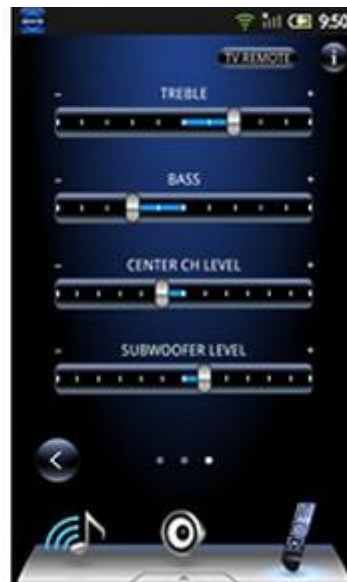 9:50
TV REMOTE
i
TREBLE
- +
BASS
- +
CENTER CH LEVEL
- +
SUBWOOFER LEVEL
- +